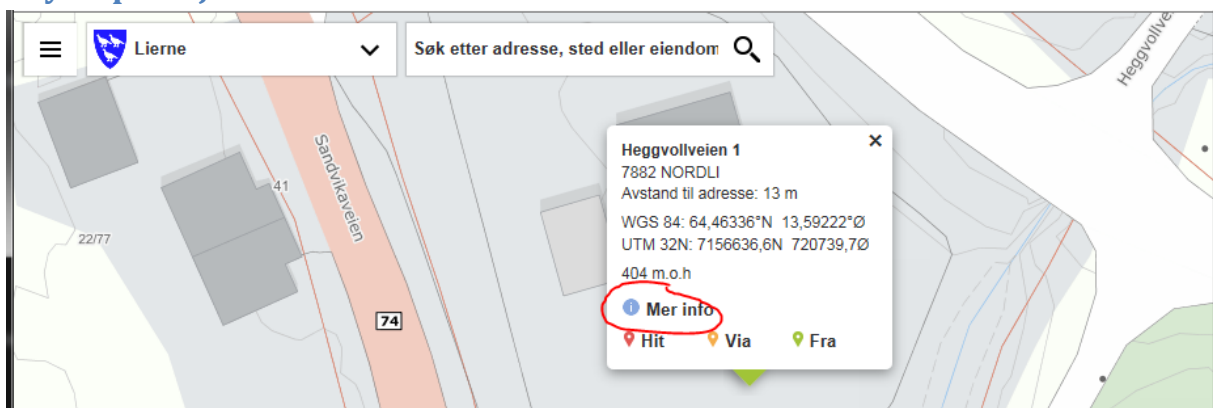 Lierne
Søk etter adresse, sted eller eiendom
Heggvollve
Sandvikaveien
41
22/77
74
Heggvollveien 1
7882 NORDLI
Avstand til adresse: 13 m
WGS 84: 64,46336°N 13,59222°Ø
UTM 32N: 7156636,6N 720739,7Ø
404 m.o.h
Mer info
Hit Via Fra